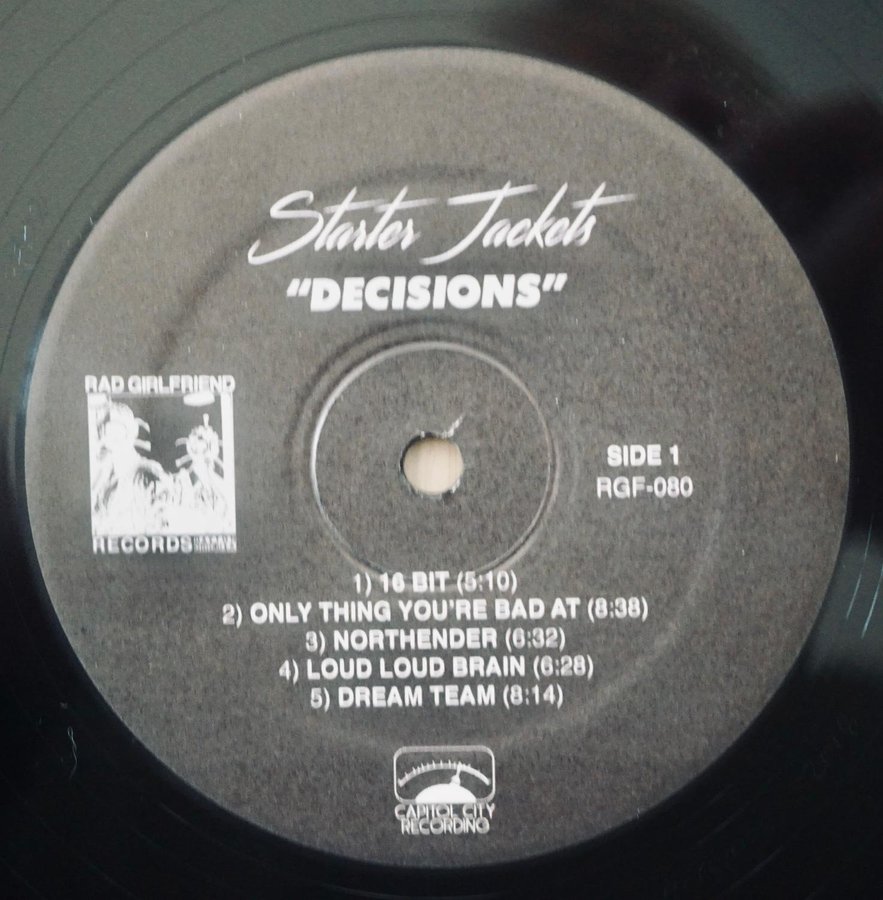 Starter Jackets
"DECISIONS"
RAD GIRLFRIEND
RECORDS
SIDE 1
RGF-080
1) 16 BIT (5:10)
2) ONLY THING YOU'RE BAD AT (8:38)
3) NORTHENDER (6:32)
4) LOUD LOUD BRAIN (6:28)
5) DREAM TEAM (8:14)
CAPITOL CITY
RECORDING